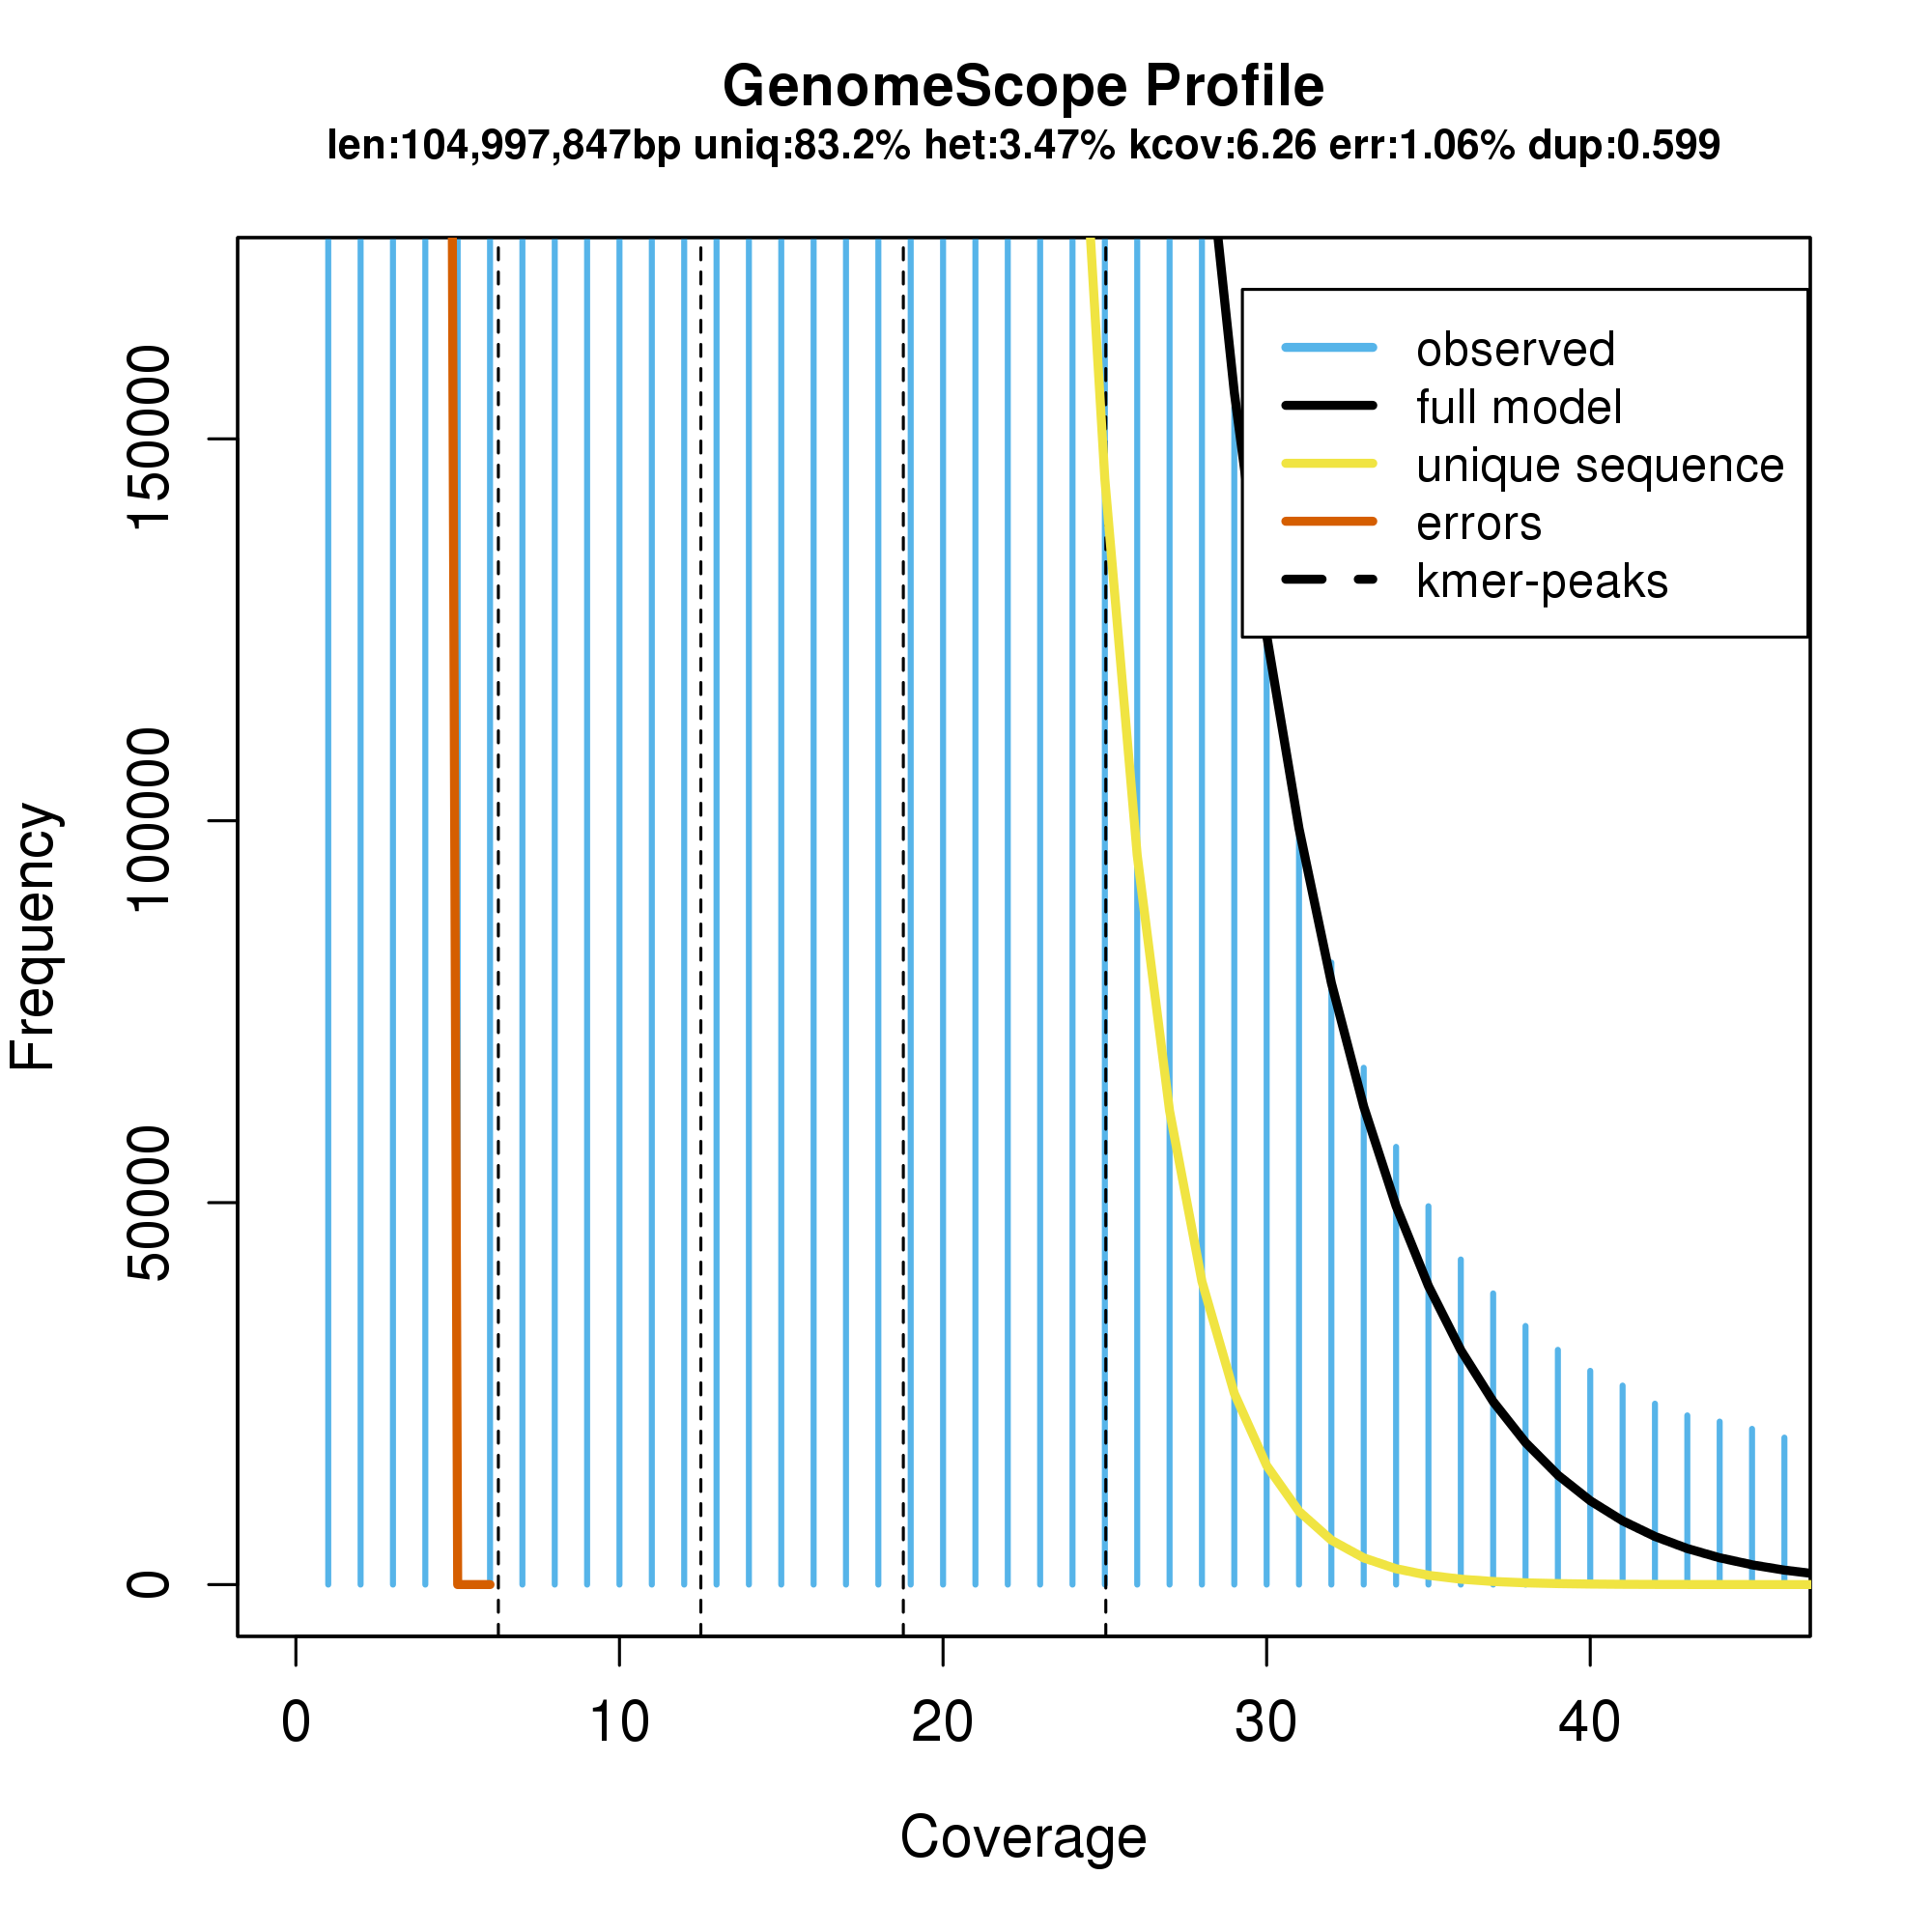 GenomeScope Profile
len:104,997,847bp uniq:83.2% het:3.47% kcov:6.26 err:1.06% dup:0.599
observed
full model
unique sequence
errors
kmer-peaks
150000
100000
50000
0
Frequency
0 10 20 30 40
Coverage